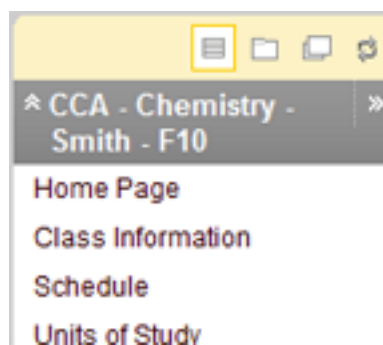 CCA - Chemistry -
Smith - F10
Home Page
Class Information
Schedule
Units of Study